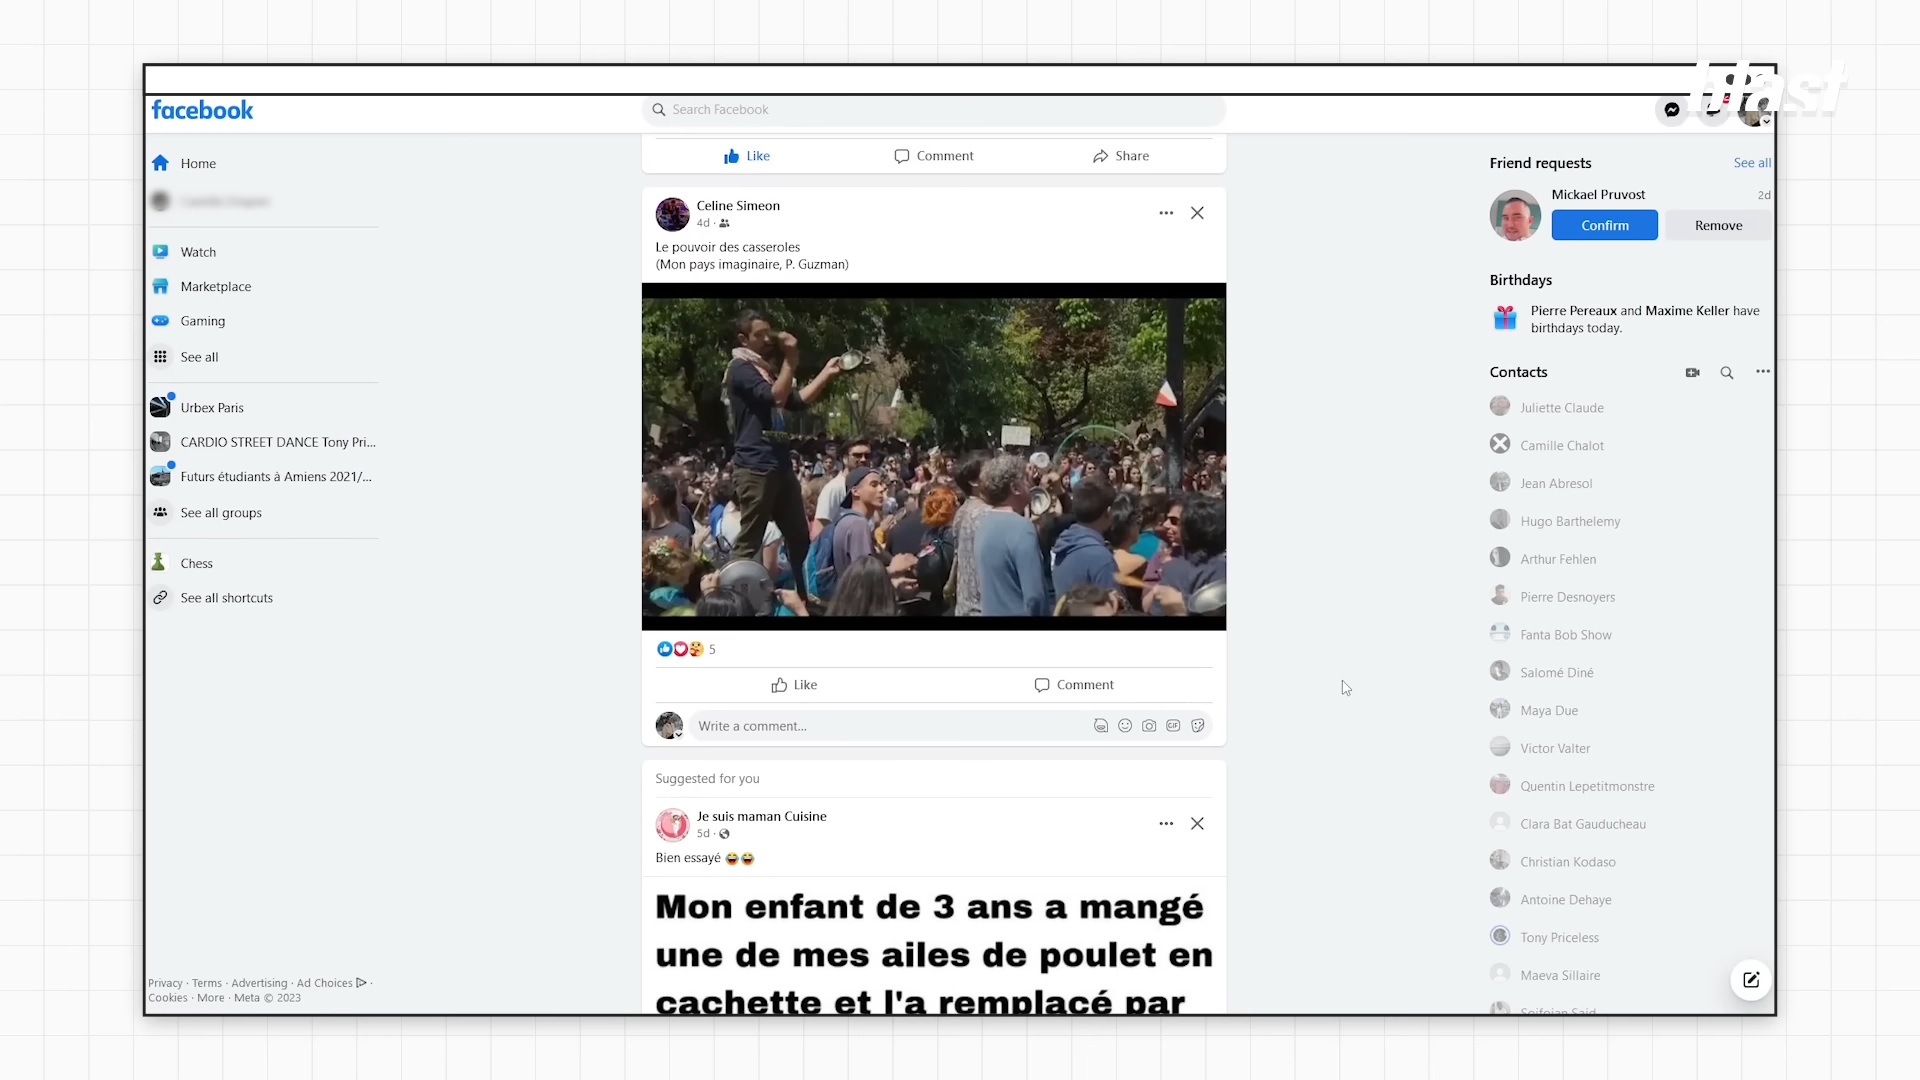 blast
facebook
Search Facebook
Home
Watch
Marketplace
Gaming
See all
Urbex Paris
CARDIO STREET DANCE Tony Pri...
Futurs étudiants à Amiens 2021/...
See all groups
Chess
See all shortcuts
Privacy · Terms · Advertising · Ad Choices ·
Cookies · More · Meta © 2023
Like
Comment
Share
Celine Simeon
4d ·
Le pouvoir des casseroles
(Mon pays imaginaire, P. Guzman)
5
Like
Comment
Write a comment...
GIF
Suggested for you
Je suis maman Cuisine
5d ·
Bien essayé 😂😂
Mon enfant de 3 ans a mangé
une de mes ailes de poulet en
cachette et l'a remplacé par
Friend requests
See all
Mickael Pruvost
2d
Confirm
Remove
Birthdays
Pierre Pereaux and Maxime Keller have
birthdays today.
Contacts
Juliette Claude
Camille Chalot
Jean Abresol
Hugo Barthelemy
Arthur Fehlen
Pierre Desnoyers
Fanta Bob Show
Salomé Diné
Maya Due
Victor Valter
Quentin Lepetitmonstre
Clara Bat Gauducheau
Christian Kodaso
Antoine Dehaye
Tony Priceless
Maeva Sillaire